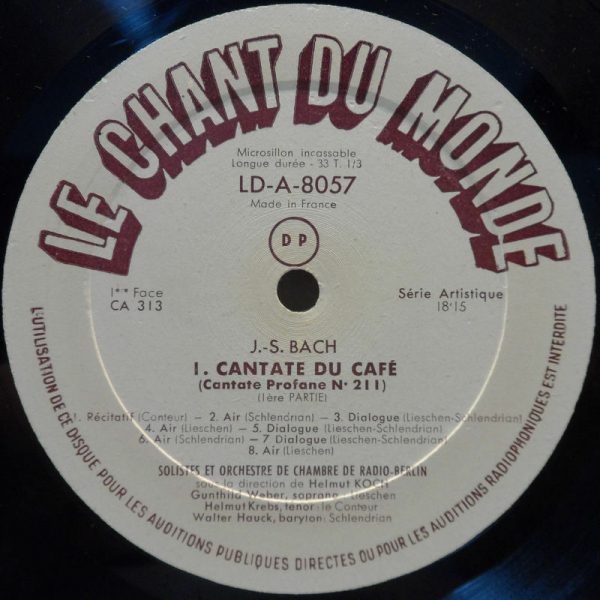 LE CHANT DU MONDE
Microsillon incassable
Longue durée - 33 T. 1/3
LD-A-8057
Made in France
DP
1ère Face
CA 313
Série Artistique
18'15
J.-S. BACH
1. CANTATE DU CAFÉ
(Cantate Profane N° 211)
(1ère PARTIE)
1. Récitatif (Conteur) - 2. Air (Schlendrian) - 3. Dialogue (Lieschen-Schlendrian)
4. Air (Lieschen) - 5. Dialogue (Lieschen-Schlendrian)
6. Air (Schlendrian) - 7 Dialogue (Lieschen-Schlendrian)
8. Air (Lieschen)
SOLISTES ET ORCHESTRE DE CHAMBRE DE RADIO-BERLIN
sous la direction de Helmut KOCH
Gunthild Weber, soprano: Lieschen
Helmut Krebs, tenor: le Conteur
Walter Hauck, baryton: Schlendrian
L'UTILISATION DE CE DISQUE POUR LES AUDITIONS PUBLIQUES DIRECTES OU POUR LES AUDITIONS RADIOPHONIQUES EST INTERDITE